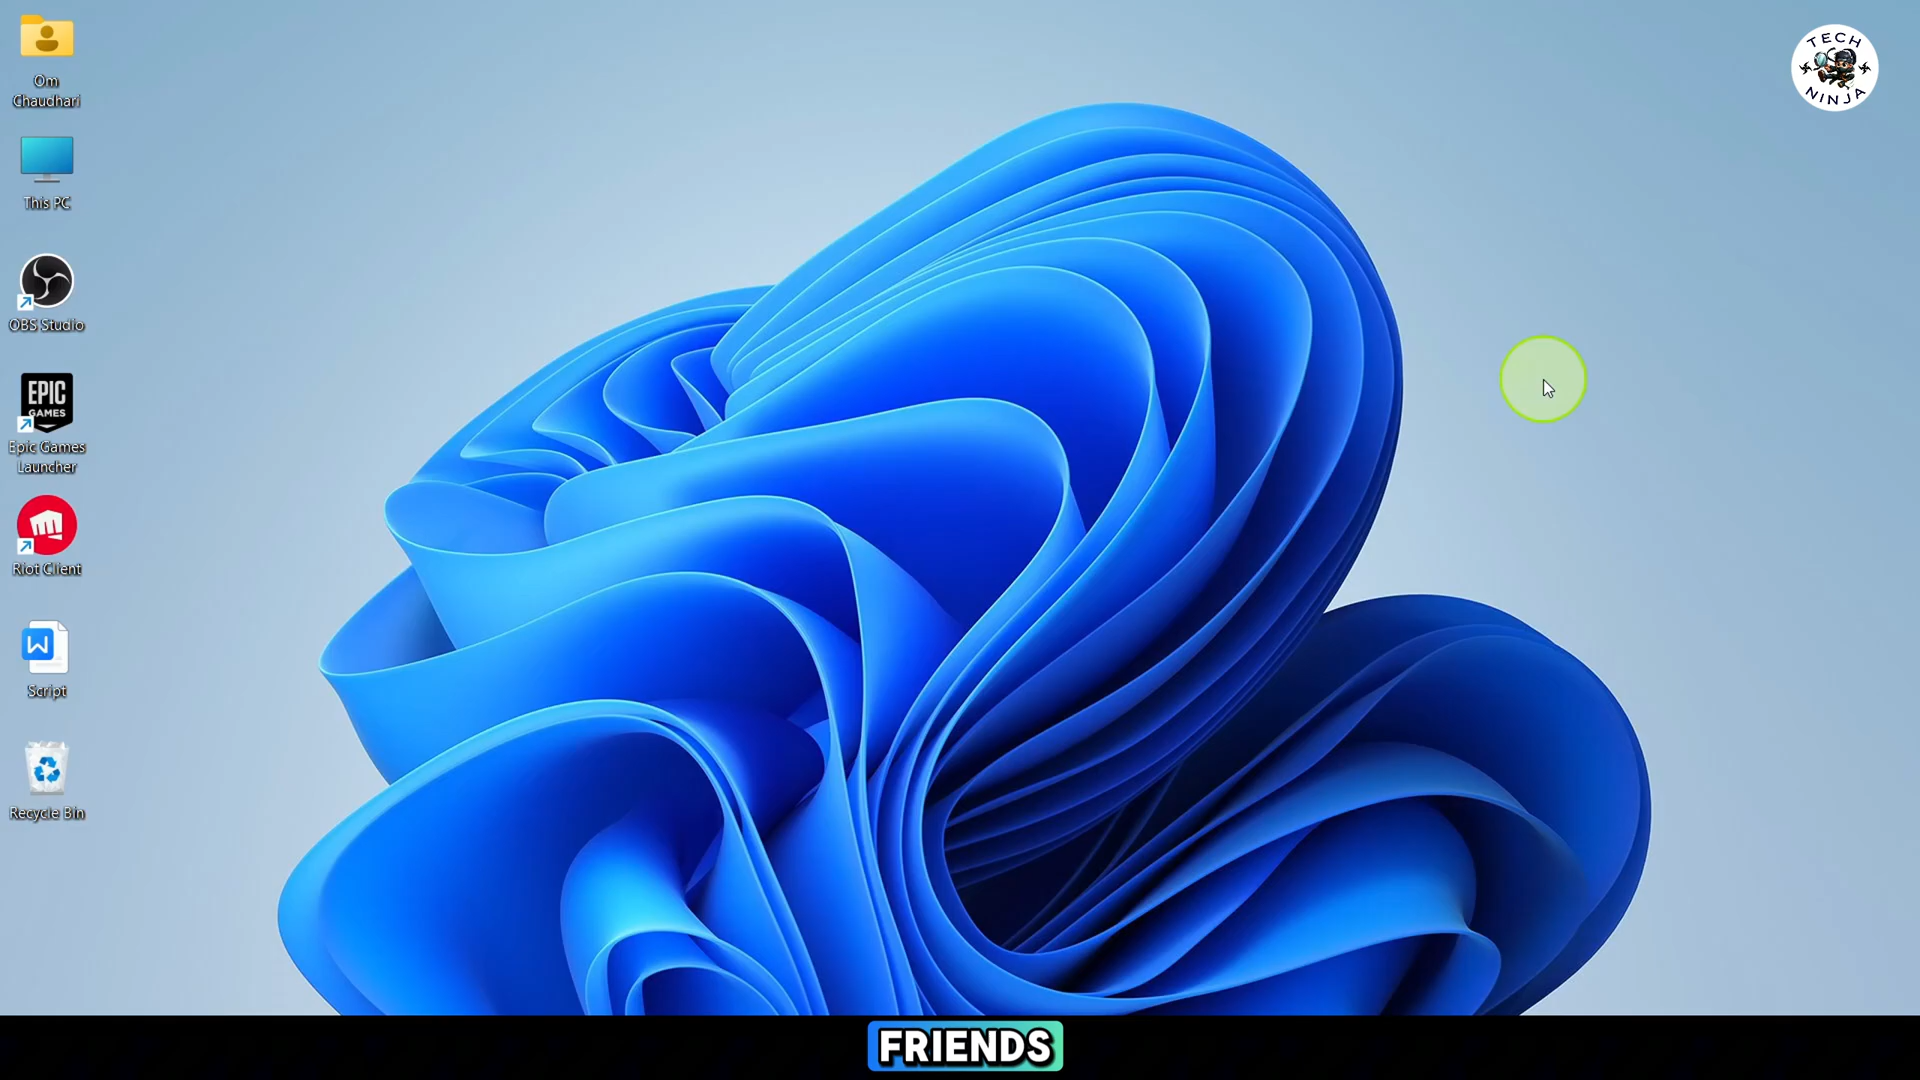 Om
Chaudhari
This PC
OBS Studio
EPIC
GAMES
Epic Games
Launcher
Riot Client
W
Script
Recycle Bin
TECH
NINJA
FRIENDS